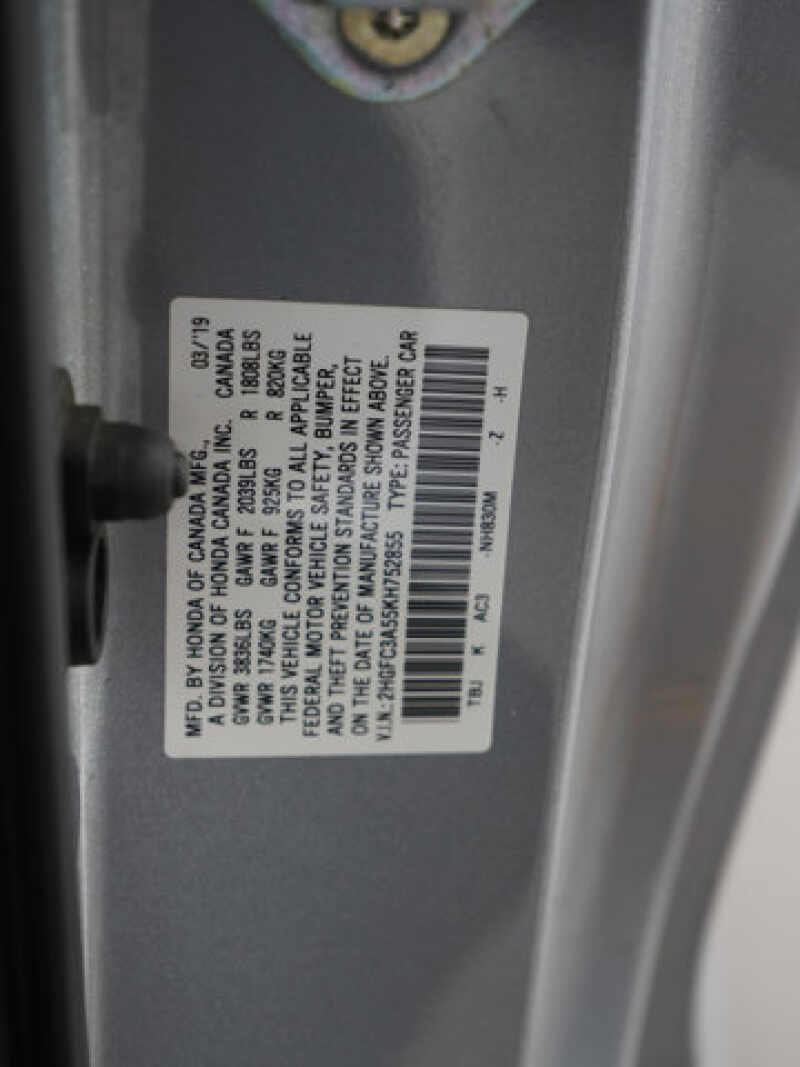 MFD. BY HONDA OF CANADA MFG., 03/'19
A DIVISION OF HONDA CANADA INC. CANADA
GVWR 3836LBS GAWR F 2039LBS R 1808LBS
GVWR 1740KG GAWR F 925KG R 820KG
THIS VEHICLE CONFORMS TO ALL APPLICABLE
FEDERAL MOTOR VEHICLE SAFETY, BUMPER,
AND THEFT PREVENTION STANDARDS IN EFFECT
ON THE DATE OF MANUFACTURE SHOWN ABOVE.
V.I.N.: 2HGFC3A55KH752855 TYPE: PASSENGER CAR
TBJ K AC3 -NH830M -Z -H